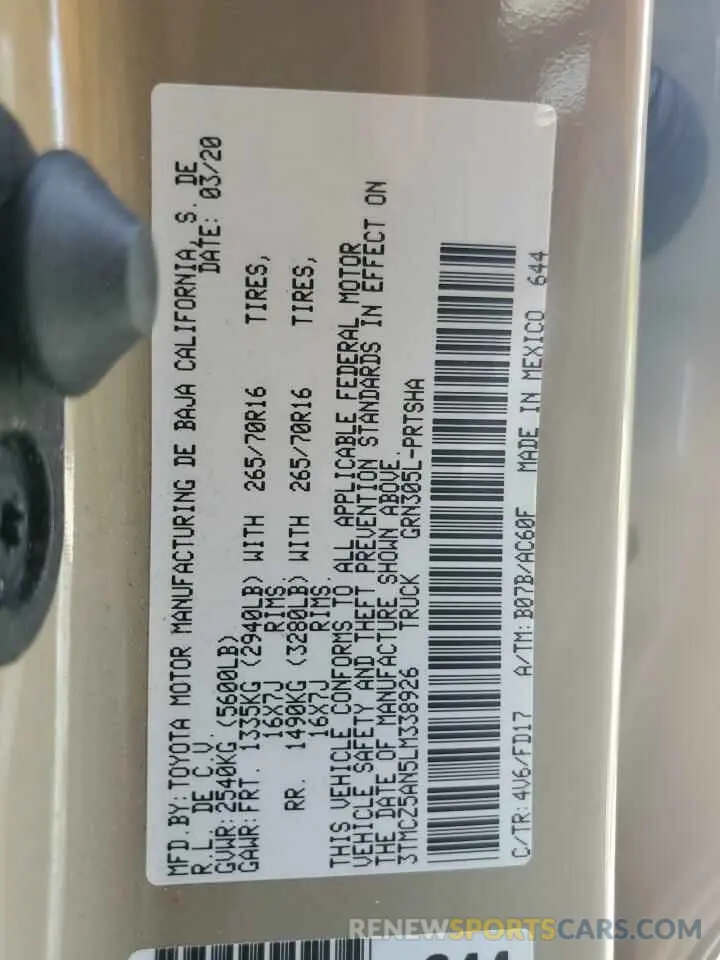 MFD.BY:TOYOTA MOTOR MANUFACTURING DE BAJA CALIFORNIA, S. DE
R.L. DE C.V. DATE: 03/20
GVWR:2540KG (5600LB)
GAWR:FRT. 1335KG (2940LB) WITH 265/70R16 TIRES,
16X7J RIMS.
RR. 1490KG (3280LB) WITH 265/70R16 TIRES,
16X7J RIMS.
THIS VEHICLE CONFORMS TO ALL APPLICABLE FEDERAL MOTOR
VEHICLE SAFETY AND THEFT PREVENTION STANDARDS IN EFFECT ON
THE DATE OF MANUFACTURE SHOWN ABOVE.
3TMCZ5AN5LM338926 TRUCK GRN305L-PRTSHA
C/TR:4V6/FD17 A/TM:B07B/AC60F MADE IN MEXICO 644
RENEWSPORTSCARS.COM